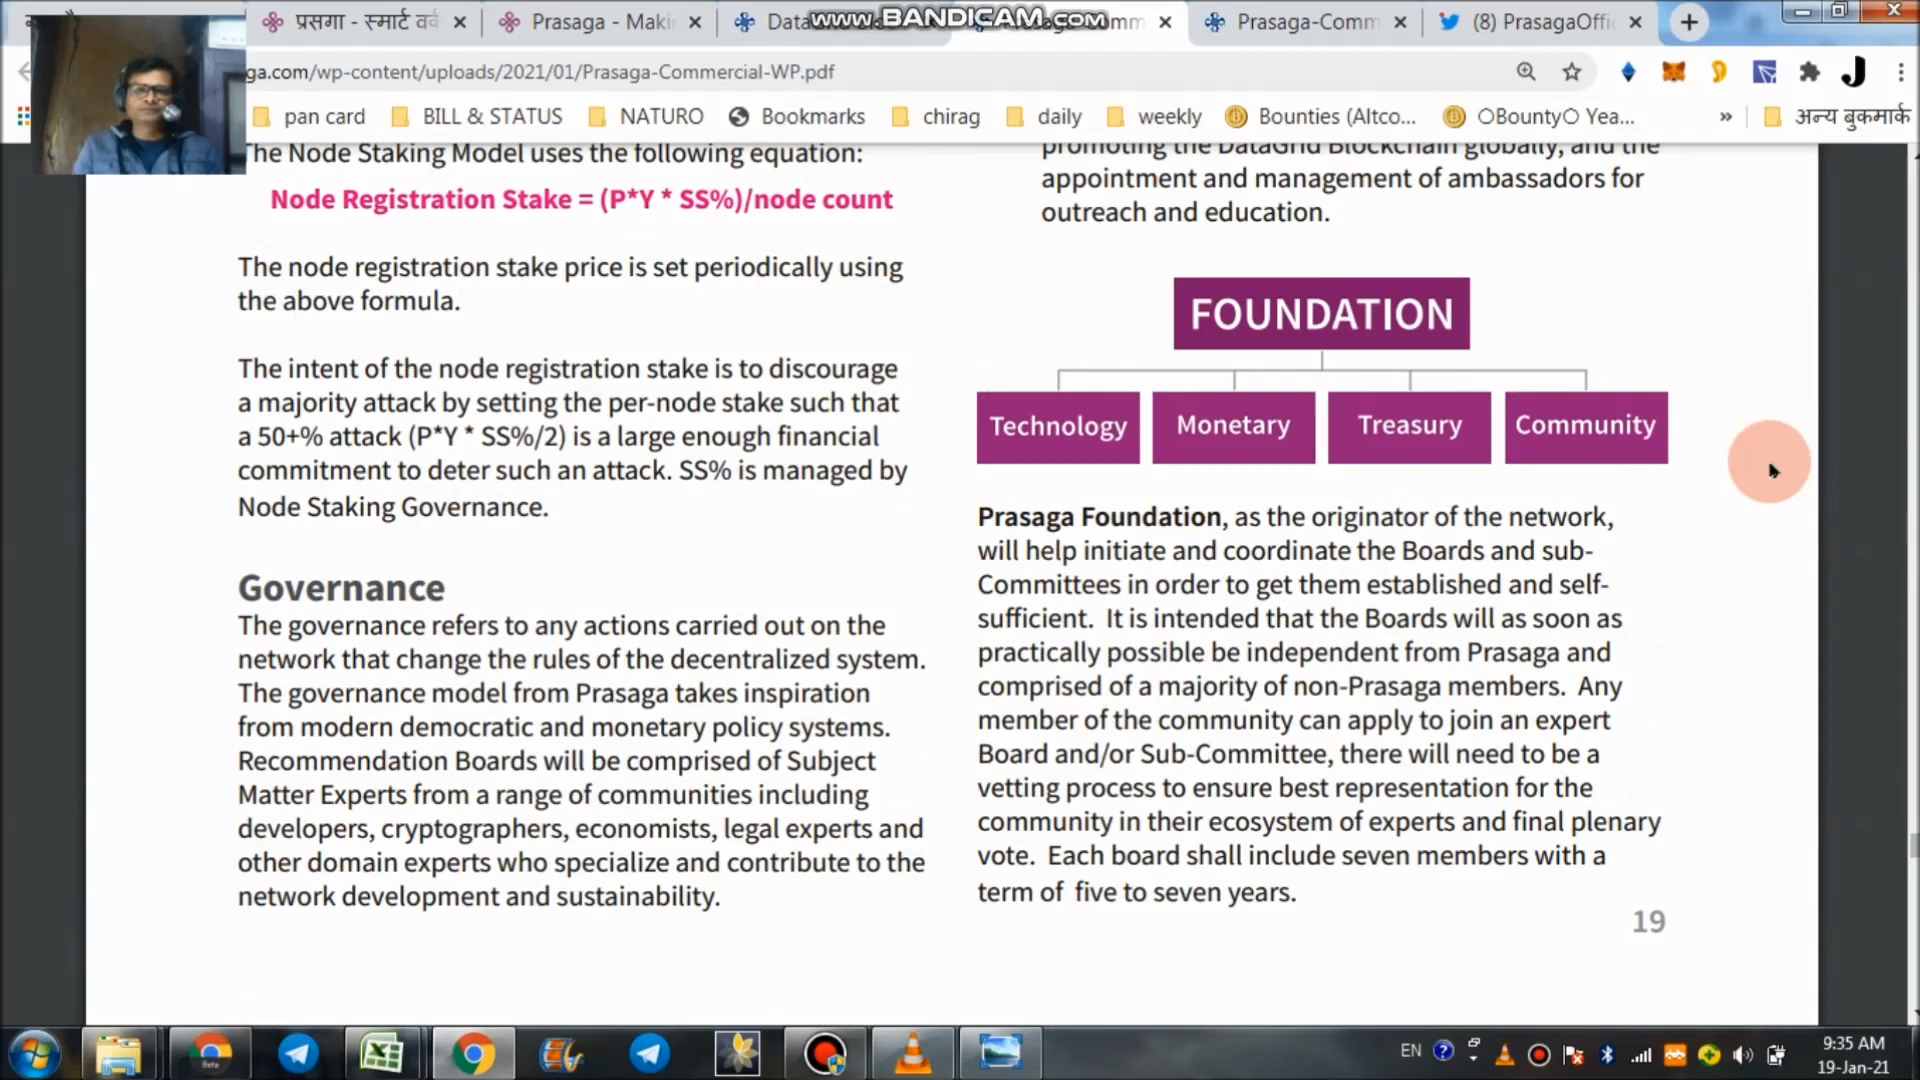 प्रसगा - स्मार्ट वर्
Prasaga - Maki
Data
www.BANDICAM.com
Prasaga-Comm
(8) PrasagaOffi
ga.com/wp-content/uploads/2021/01/Prasaga-Commercial-WP.pdf
pan card
BILL & STATUS
NATURO
Bookmarks
chirag
daily
weekly
Bounties (Altco...
OBountyO Yea...
»
अन्य बुकमार्क
The Node Staking Model uses the following equation:
Node Registration Stake = (P*Y * SS%)/node count
The node registration stake price is set periodically using
the above formula.
The intent of the node registration stake is to discourage
a majority attack by setting the per-node stake such that
a 50+% attack (P*Y * SS%/2) is a large enough financial
commitment to deter such an attack. SS% is managed by
Node Staking Governance.
Governance
The governance refers to any actions carried out on the
network that change the rules of the decentralized system.
The governance model from Prasaga takes inspiration
from modern democratic and monetary policy systems.
Recommendation Boards will be comprised of Subject
Matter Experts from a range of communities including
developers, cryptographers, economists, legal experts and
other domain experts who specialize and contribute to the
network development and sustainability.
promoting the DataGrid Blockchain globally, and the
appointment and management of ambassadors for
outreach and education.
FOUNDATION
Technology
Monetary
Treasury
Community
Prasaga Foundation, as the originator of the network,
will help initiate and coordinate the Boards and sub-
Committees in order to get them established and self-
sufficient. It is intended that the Boards will as soon as
practically possible be independent from Prasaga and
comprised of a majority of non-Prasaga members. Any
member of the community can apply to join an expert
Board and/or Sub-Committee, there will need to be a
vetting process to ensure best representation for the
community in their ecosystem of experts and final plenary
vote. Each board shall include seven members with a
term of five to seven years.
19
Beta
EN
9:35 AM
19-Jan-21